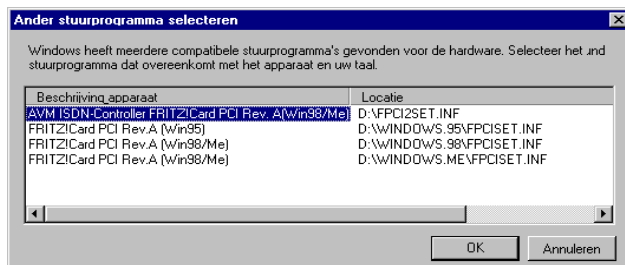 Ander stuurprogramma selecteren
Windows heeft meerdere compatibele stuurprogramma's gevonden voor de hardware. Selecteer het und
stuurprogramma dat overeenkomt met het apparaat en uw taal.
Beschrijving apparaat Locatie
AVM ISDN-Controller FRITZ!Card PCI Rev. A(Win98/Me) D:\FPCI2SET.INF
FRITZ!Card PCI Rev.A (Win95) D:\WINDOWS.95\FPCISET.INF
FRITZ!Card PCI Rev.A (Win98/Me) D:\WINDOWS.98\FPCISET.INF
FRITZ!Card PCI Rev.A (Win98/Me) D:\WINDOWS.ME\FPCISET.INF
OK Annuleren